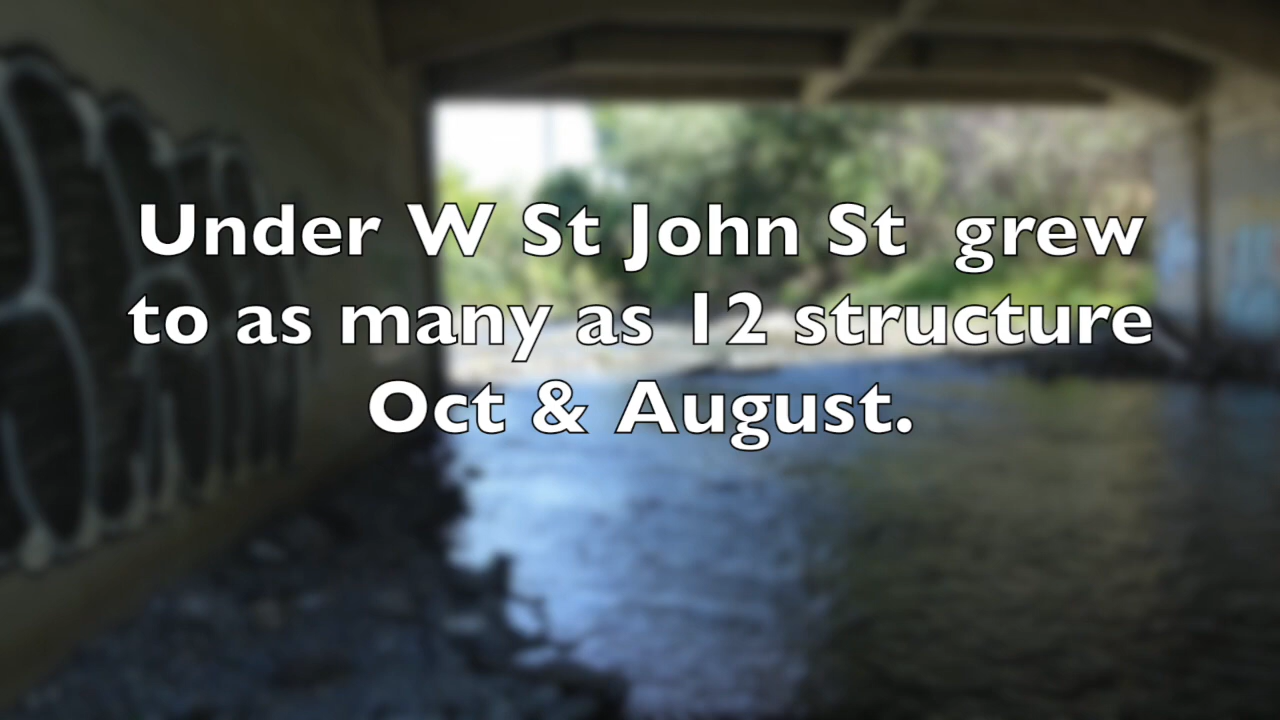 Under W St John St  grew
to as many as 12 structure
Oct & August.